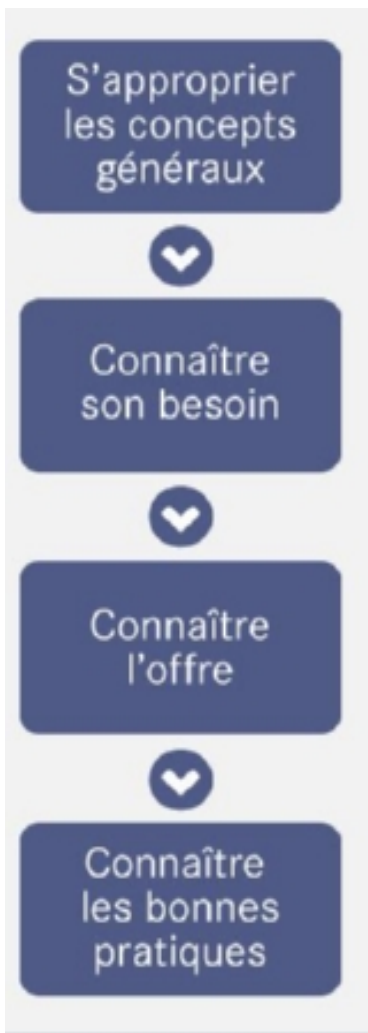 S'approprier
les concepts
généraux
Connaître
son besoin
Connaître
l'offre
Connaître
les bonnes
pratiques